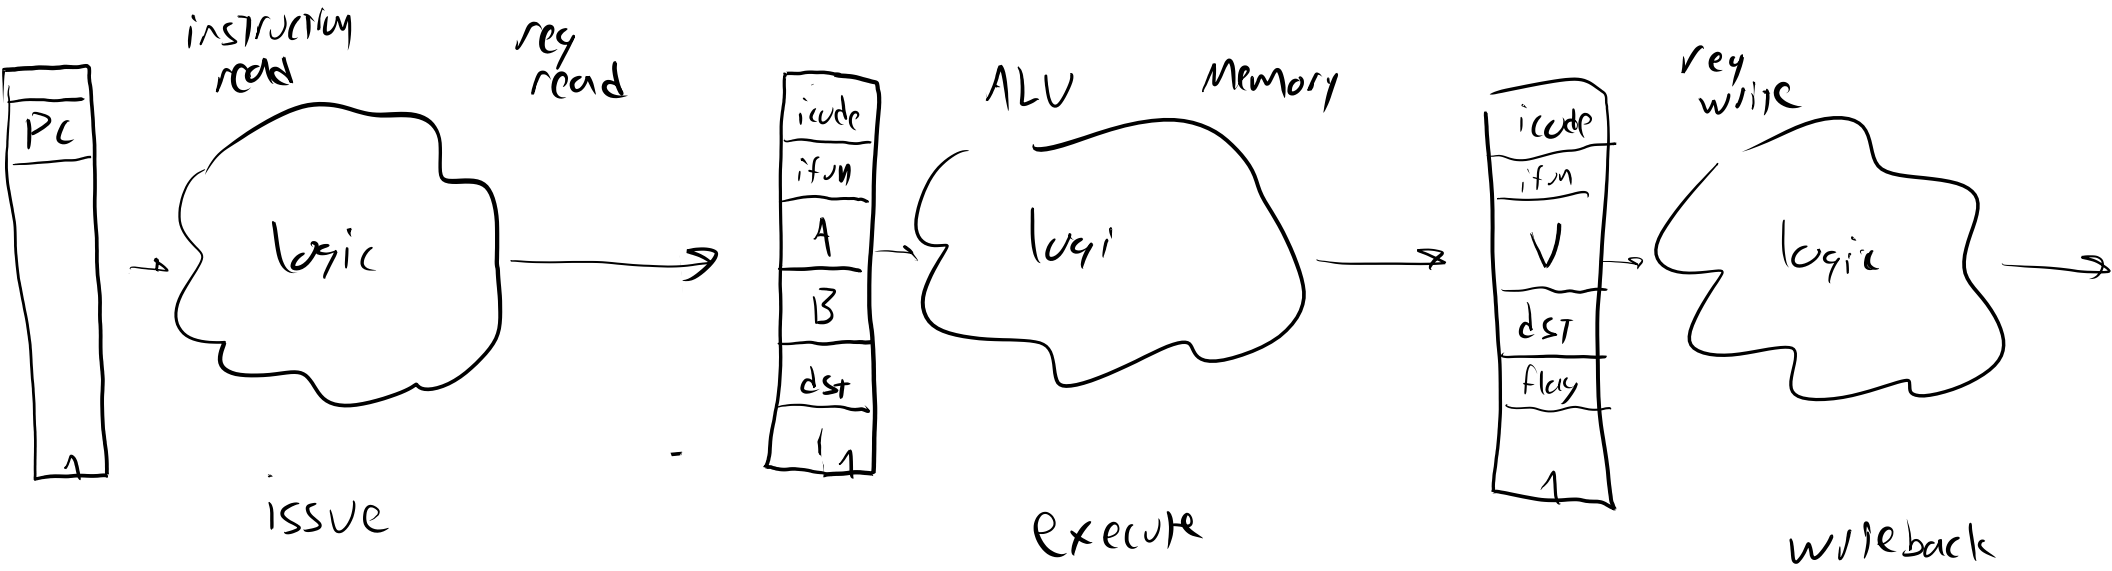 instruction
read
reg
read
PC
logic
issue
icode
ifun
A
B
dst
ALU
Memory
logi
execute
icode
ifun
V
dst
flag
reg
write
logic
wrieback